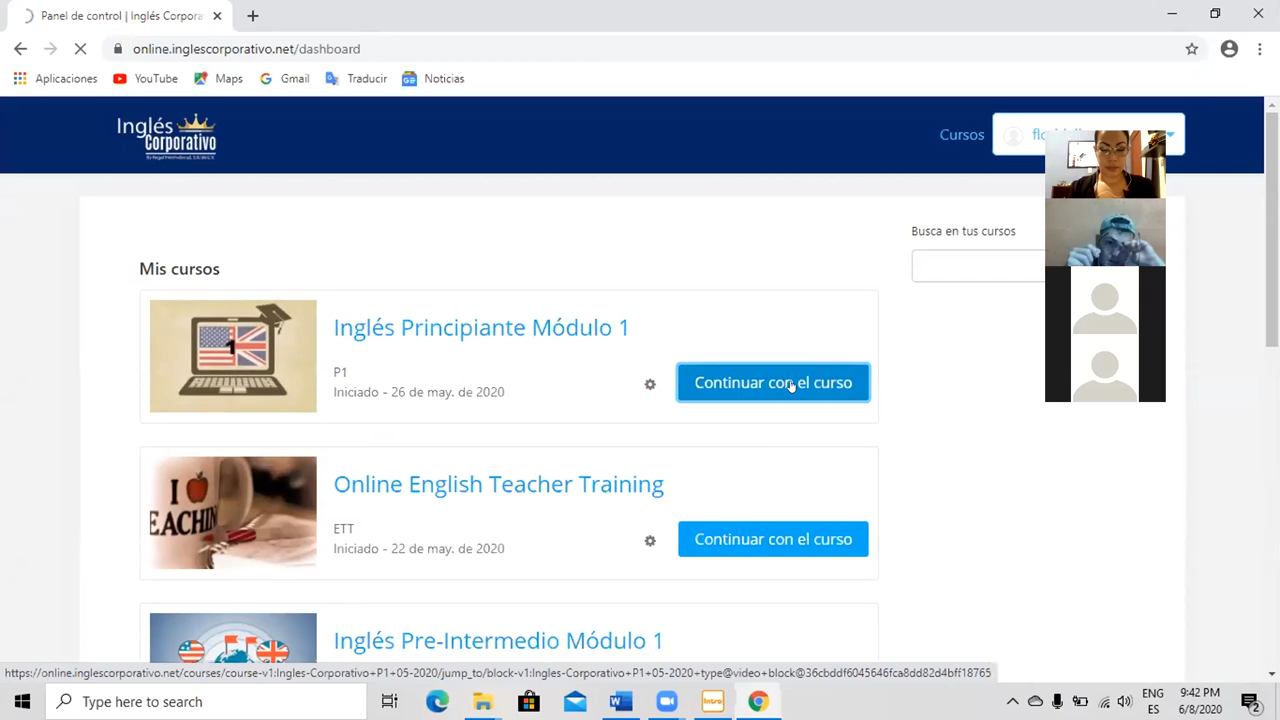 Panel de control | Inglés Corpora
online.inglescorporativo.net/dashboard
Aplicaciones
YouTube
Maps
Gmail
Traducir
Noticias
Inglés
Corporativo
Cursos
Busca en tus cursos
Mis cursos
1
Inglés Principiante Módulo 1
P1
Iniciado - 26 de may. de 2020
Continuar con el curso
I
EACHIN
Online English Teacher Training
ETT
Iniciado - 22 de may. de 2020
Continuar con el curso
Inglés Pre-Intermedio Módulo 1
https://online.inglescorporativo.net/courses/course-v1:Ingles-Corporativo+P1+05-2020/jump_to/block-v1:Ingles-Corporativo+P1+05-2020+type@video+block@36cbddf6045646fca8dd82d4bff18765
Type here to search
Intro
ENG
ES
9:42 PM
6/8/2020
2